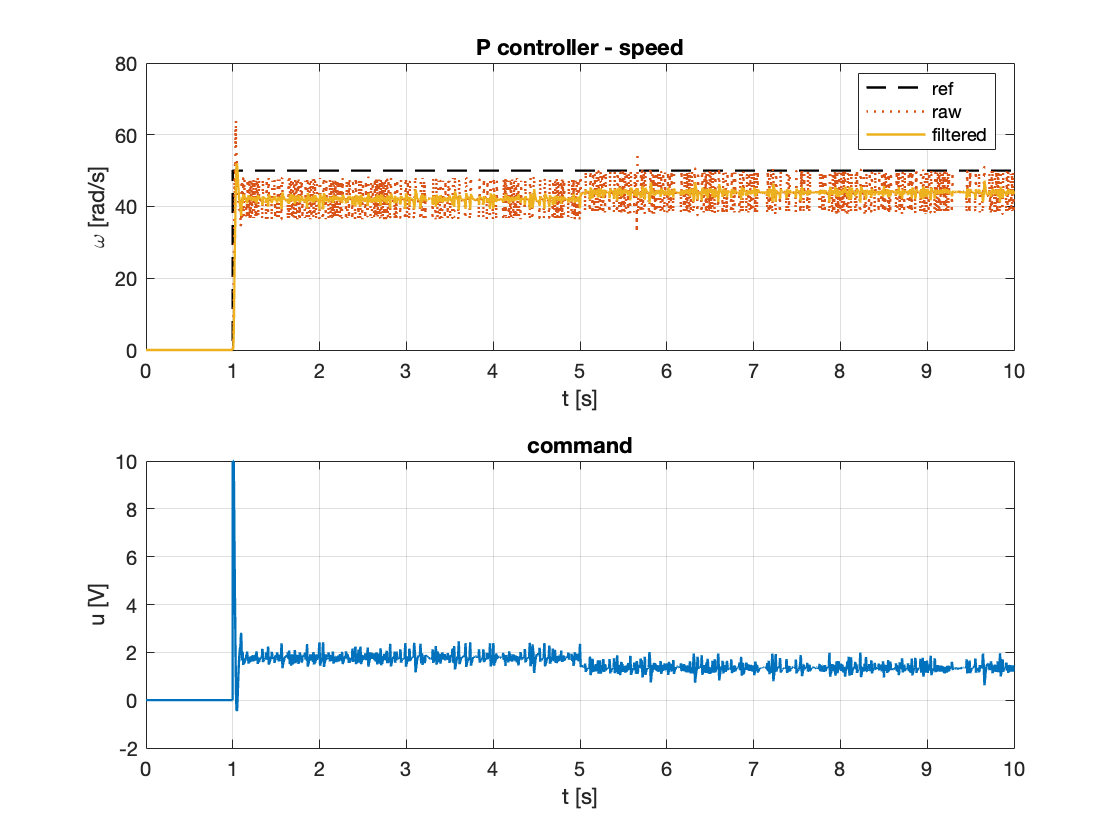 P controller - speed
80
60
40
20
0
ω [rad/s]
ref
raw
filtered
0 1 2 3 4 5 6 7 8 9 10
t [s]
command
10
8
6
4
2
0
-2
u [V]
0 1 2 3 4 5 6 7 8 9 10
t [s]